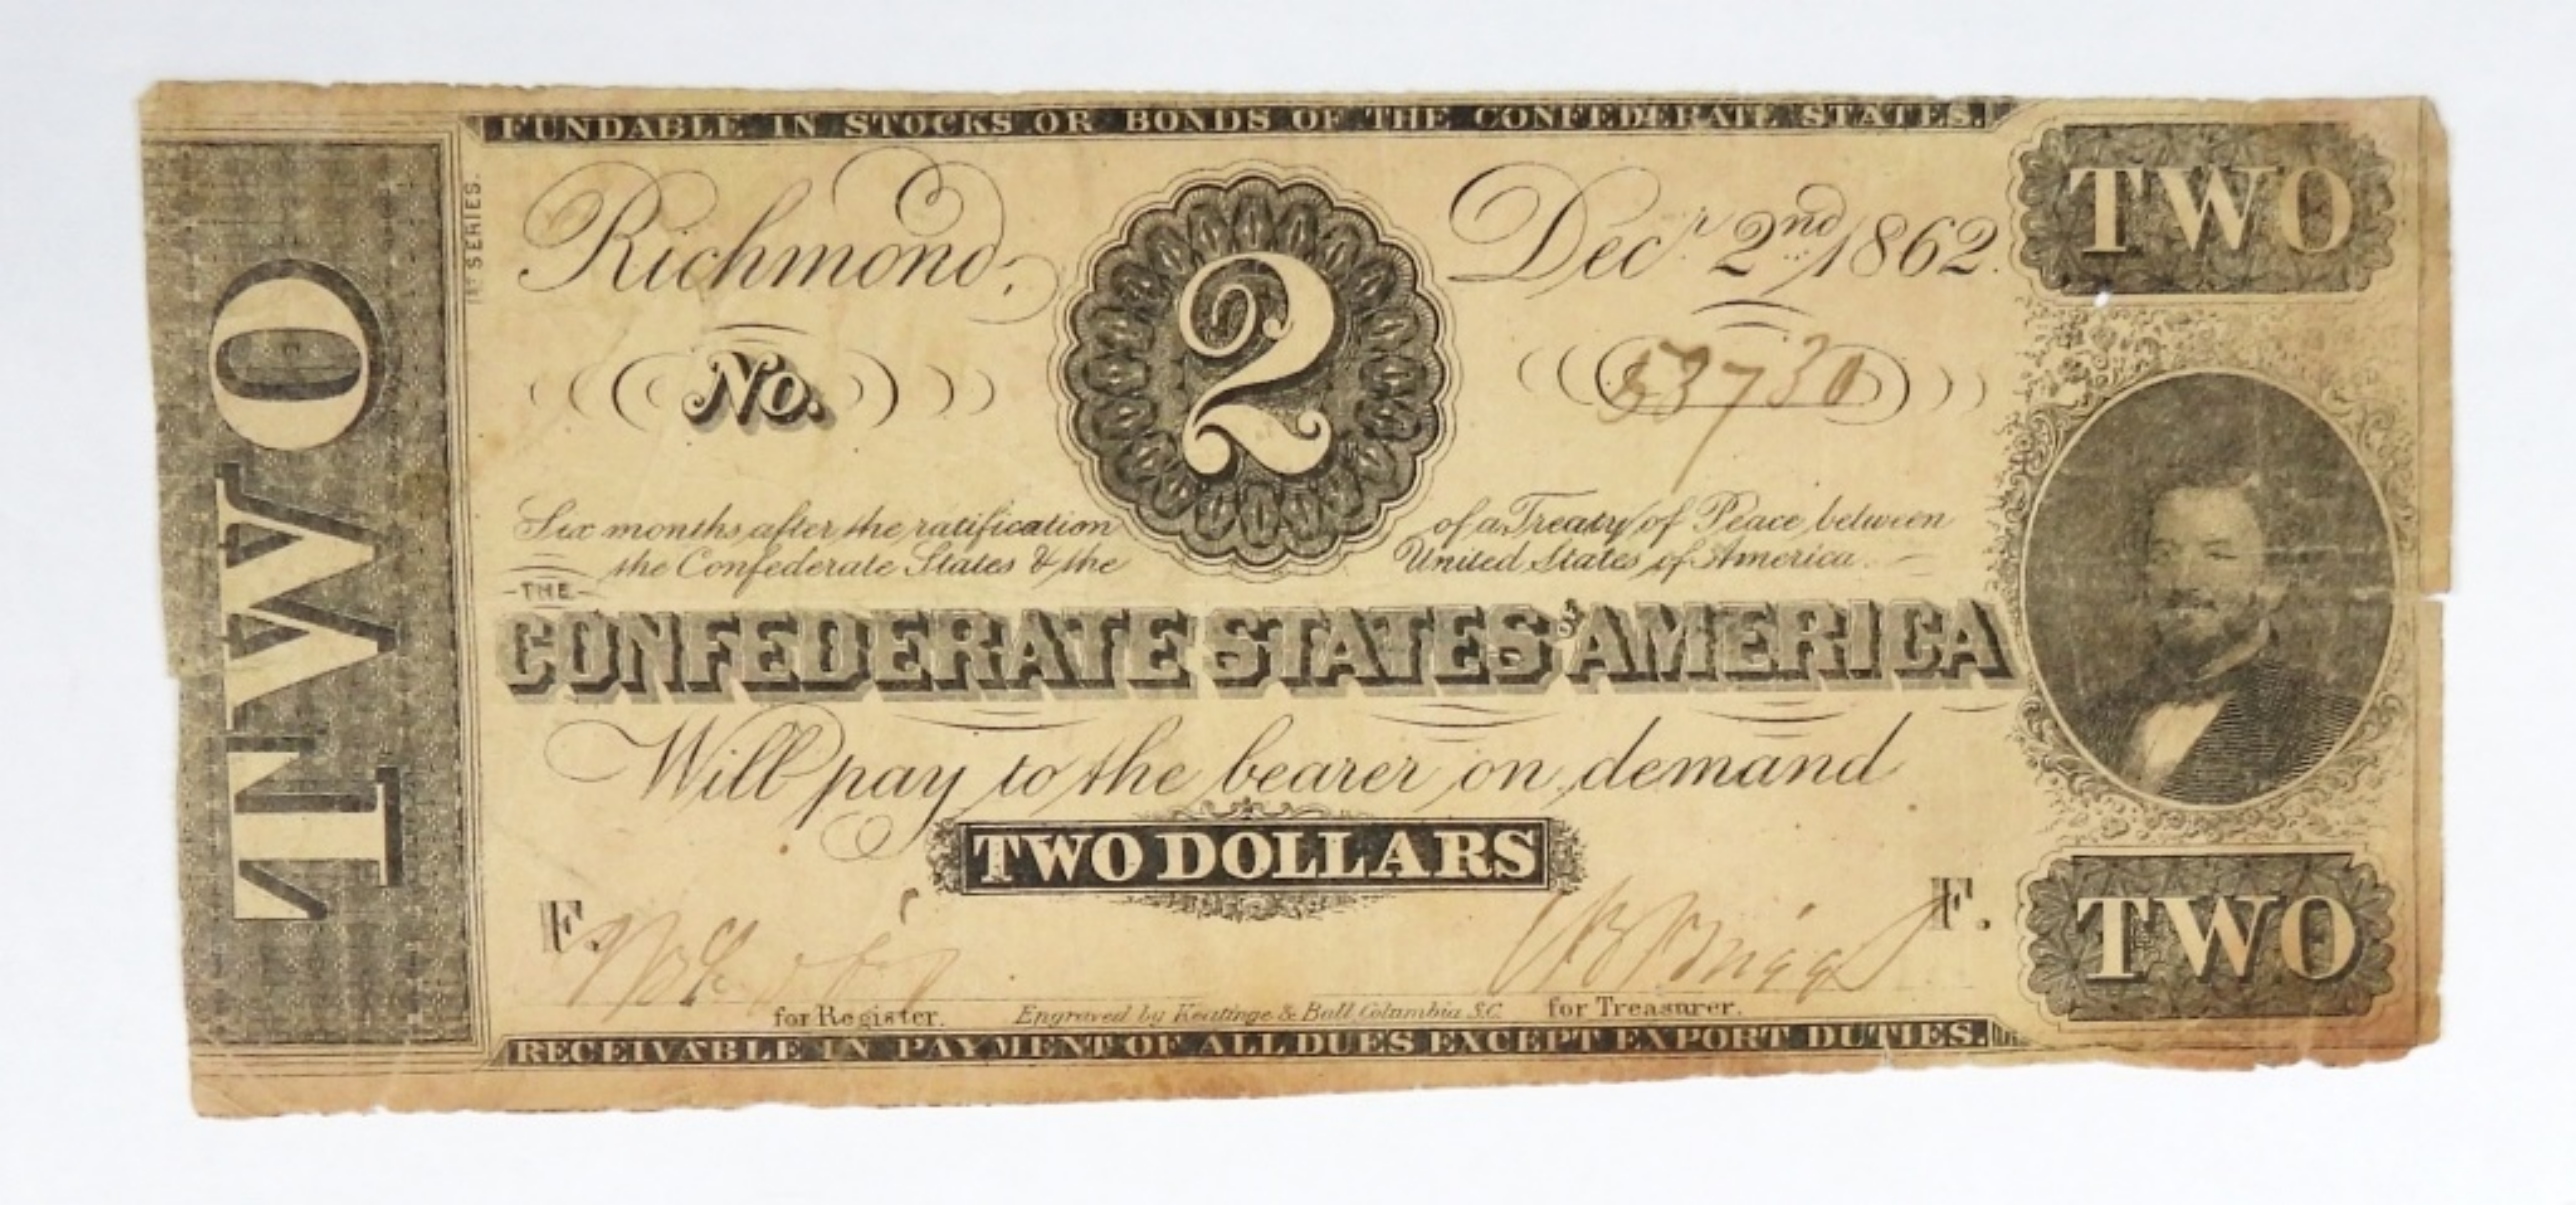 FUNDABLE IN STOCKS OR BONDS OF THE CONFEDERATE STATES.
TWO
1st SERIES.
Richmond, 2 Decr. 2nd 1862.
TWO
No. 53730
Six months after the ratification of a Treaty of Peace between
the Confederate States & the United States of America.
THE
CONFEDERATE STATES OF AMERICA
Will pay to the bearer on demand
TWO DOLLARS
F. F.
TWO
for Register. Engraved by Keatinge & Ball Columbia S.C. for Treasurer.
RECEIVABLE IN PAYMENT OF ALL DUES EXCEPT EXPORT DUTIES.